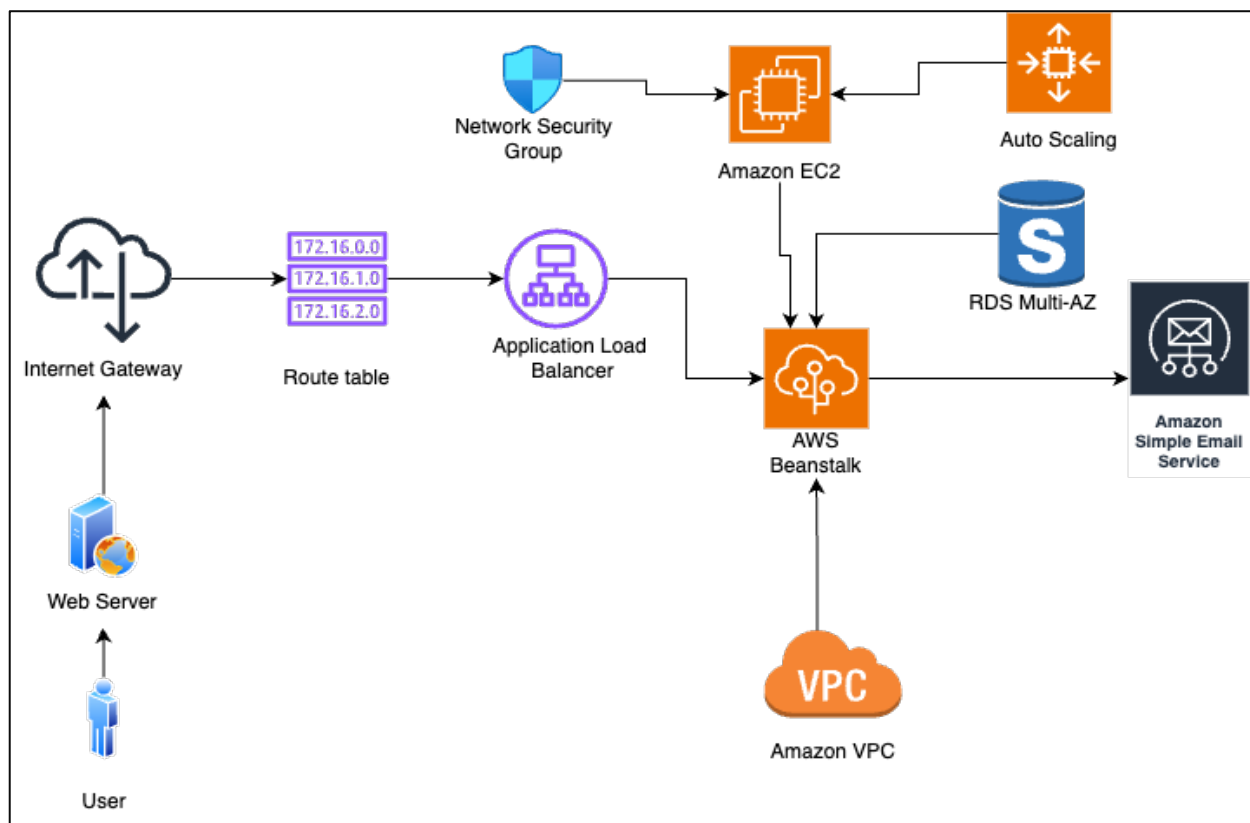 Network Security
Group
Amazon EC2
Auto Scaling
172.16.0.0
172.16.1.0
172.16.2.0
Internet Gateway
Route table
Application Load
Balancer
S
RDS Multi-AZ
AWS
Beanstalk
Amazon
Simple Email
Service
Web Server
VPC
Amazon VPC
User